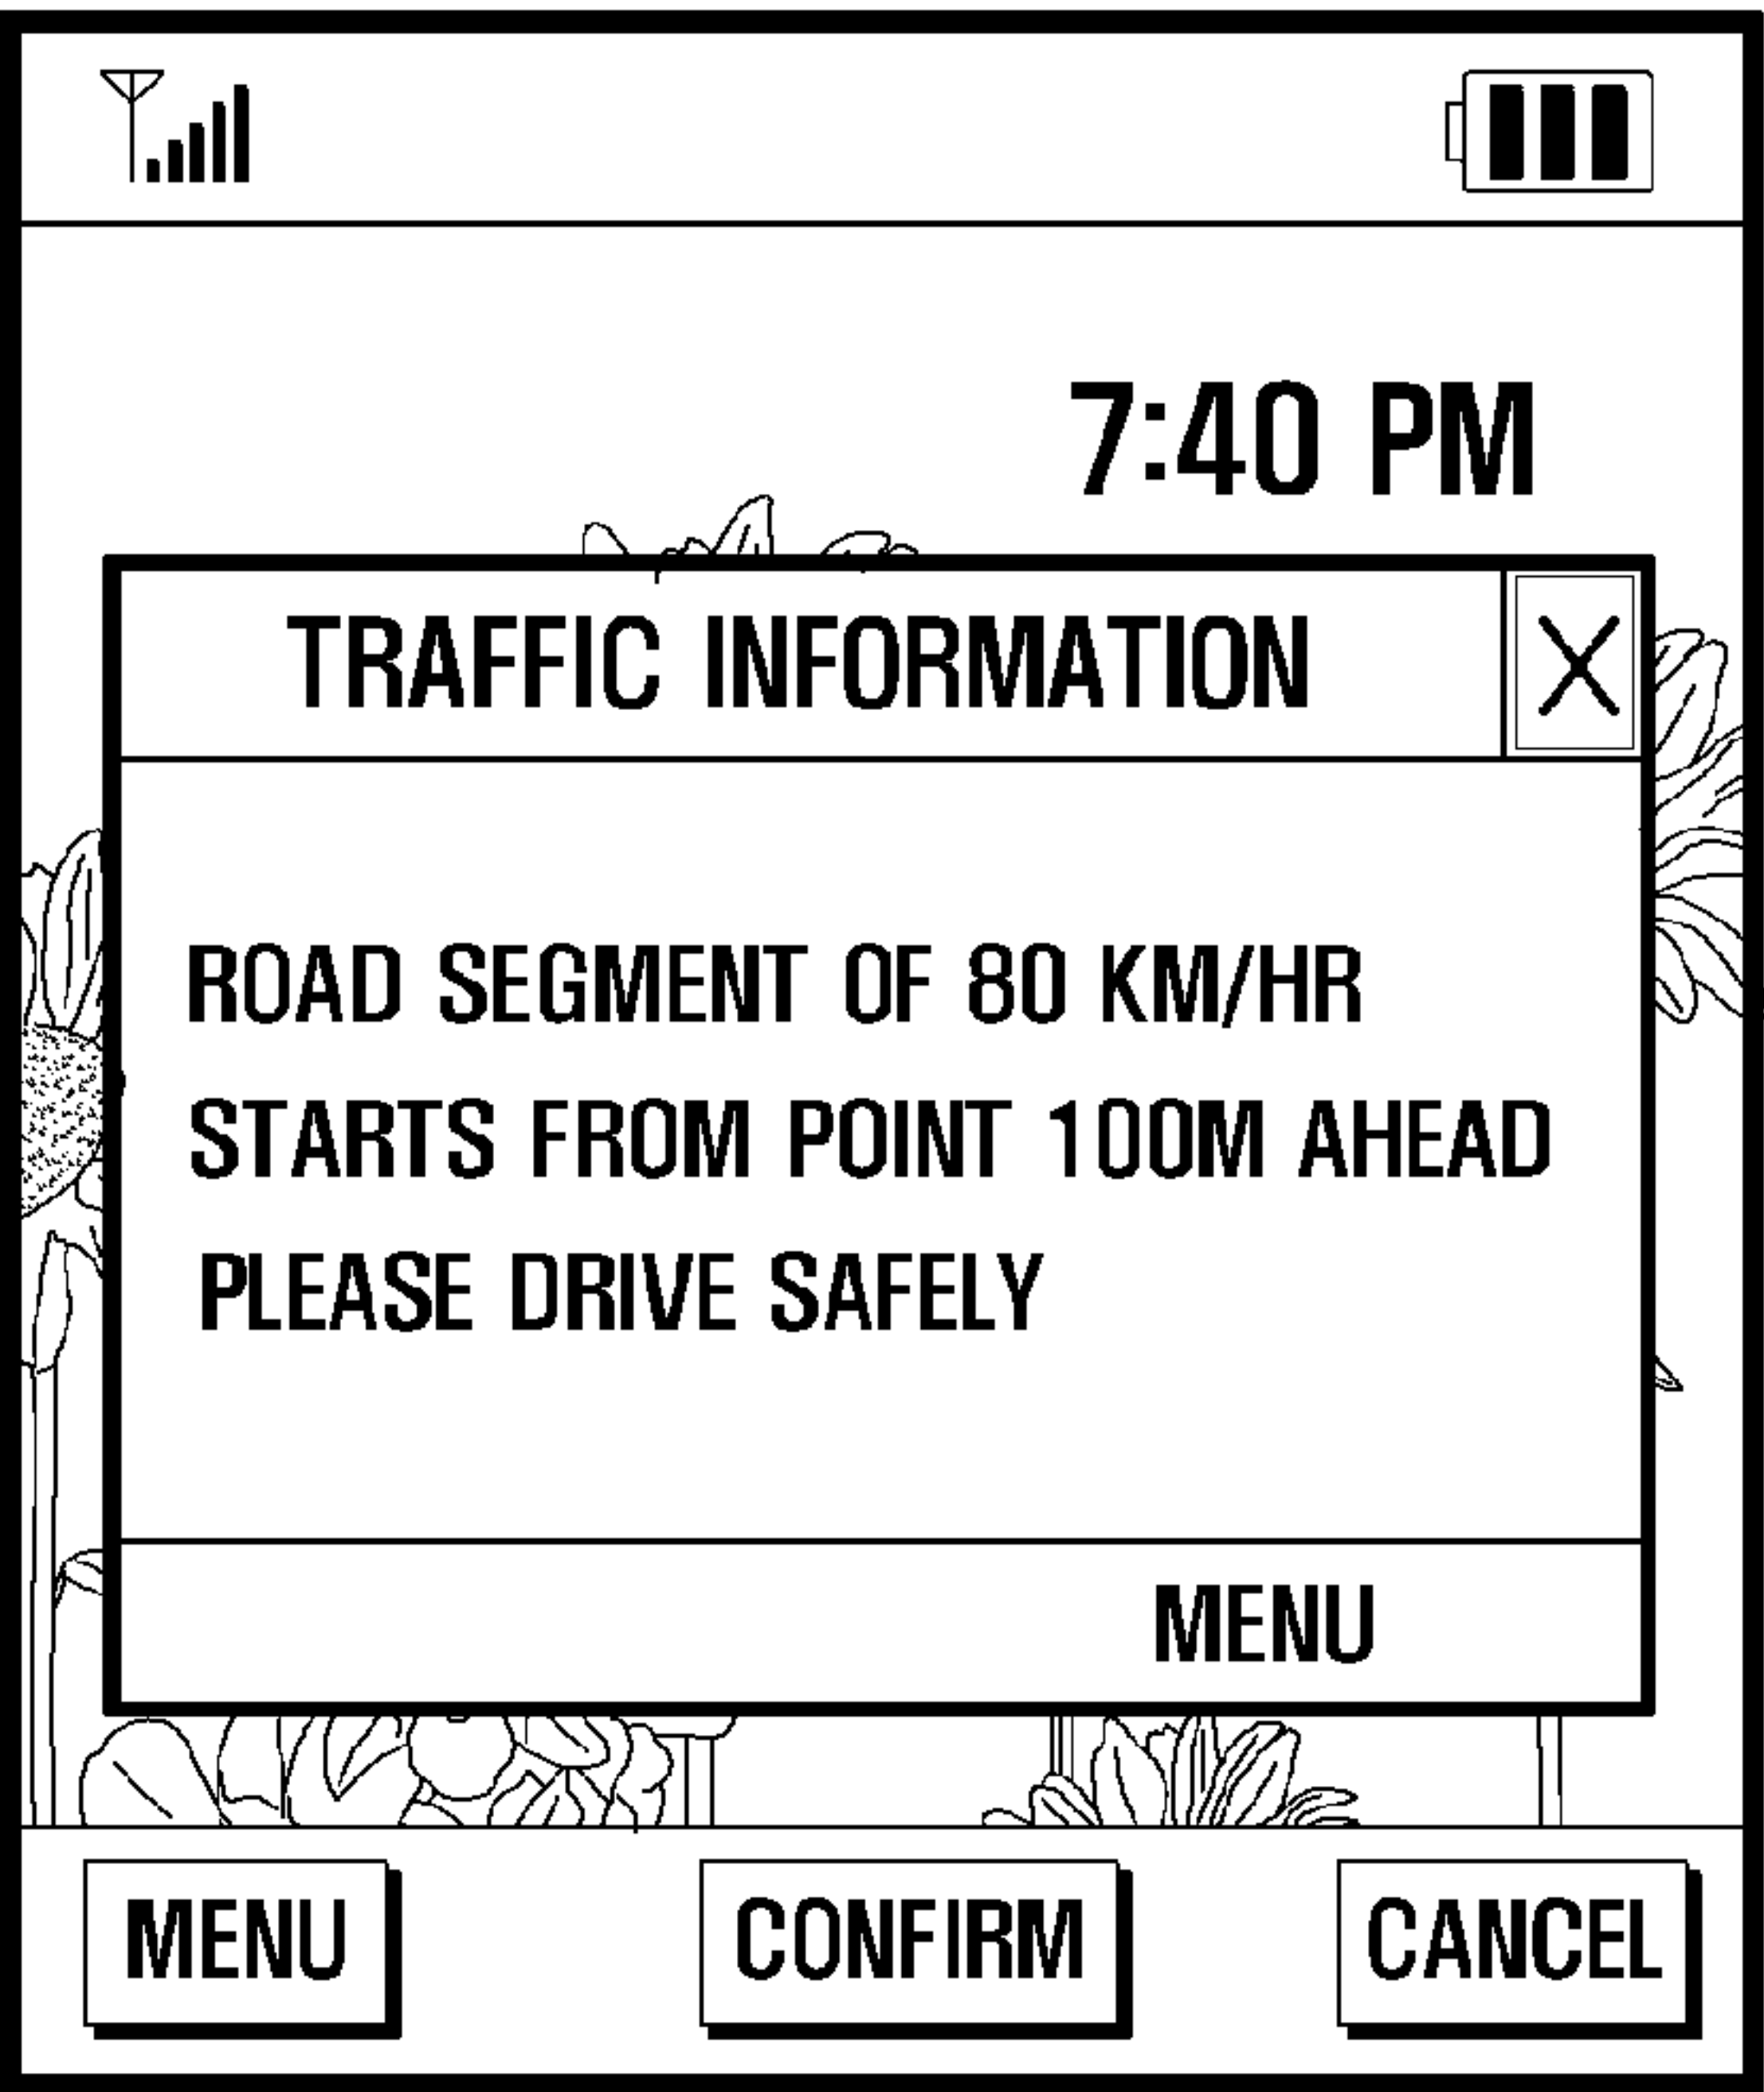 7:40 PM
TRAFFIC INFORMATION
X
ROAD SEGMENT OF 80 KM/HR
STARTS FROM POINT 100M AHEAD
PLEASE DRIVE SAFELY
MENU
MENU CONFIRM CANCEL